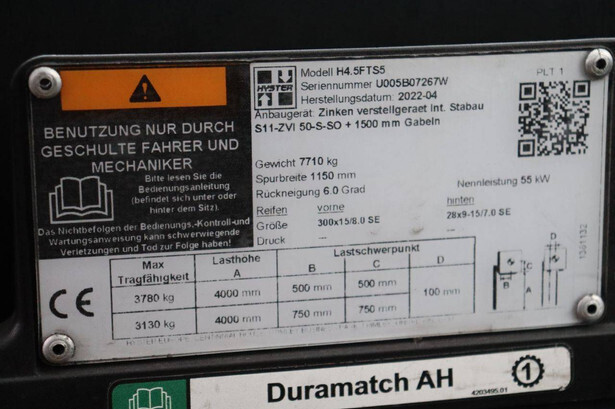 BENUTZUNG NUR DURCH
GESCHULTE FAHRER UND
MECHANIKER
Bitte lesen Sie die
Bedienungsanleitung
(befindet sich unter oder
hinter dem Sitz).
Das Nichtbefolgen der Bedienungs,-Kontroll-und
Wartungsanweisung kann schwerwiegende
Verletzungen und Tod zur Folge haben!
HYSTER
Modell H4.5FTS5
Seriennummer U005B07267W
Herstellungsdatum 2022-04
Anbaugerät: Zinken verstellgeraet int. Stabau
S11-ZVI 50-S-SO + 1500 mm Gabeln
PLT 1
Gewicht 7710 kg
Spurbreite 1150 mm
Rückneigung 6.0 Grad
Nennleistung 55 kW
Reifen vorne hinten
Größe 300x15/8.0 SE 28x9-15/7.0 SE
Druck -- --
CE
Max Tragfähigkeit Lasthöhe A Lastschwerpunkt B C D
3780 kg 4000 mm 500 mm 500 mm 100 mm
3130 kg 4000 mm 750 mm 750 mm
D
C
B
A
Duramatch AH
4203495.01
1